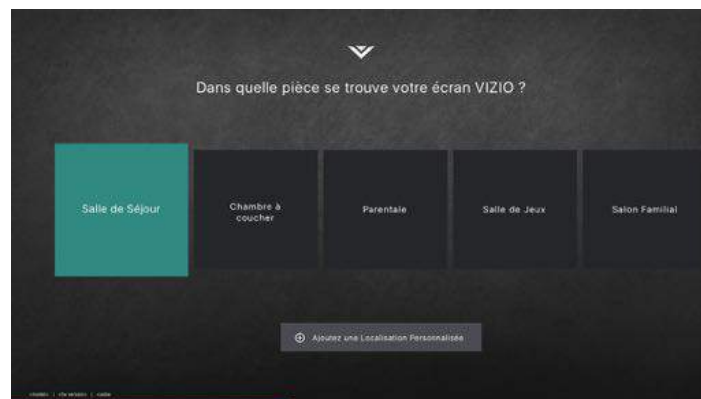 Dans quelle pièce se trouve votre écran VIZIO ?
Salle de Séjour
Chambre à
coucher
Parentale
Salle de Jeux
Salon Familial
Ajoutez une Localisation Personnalisée